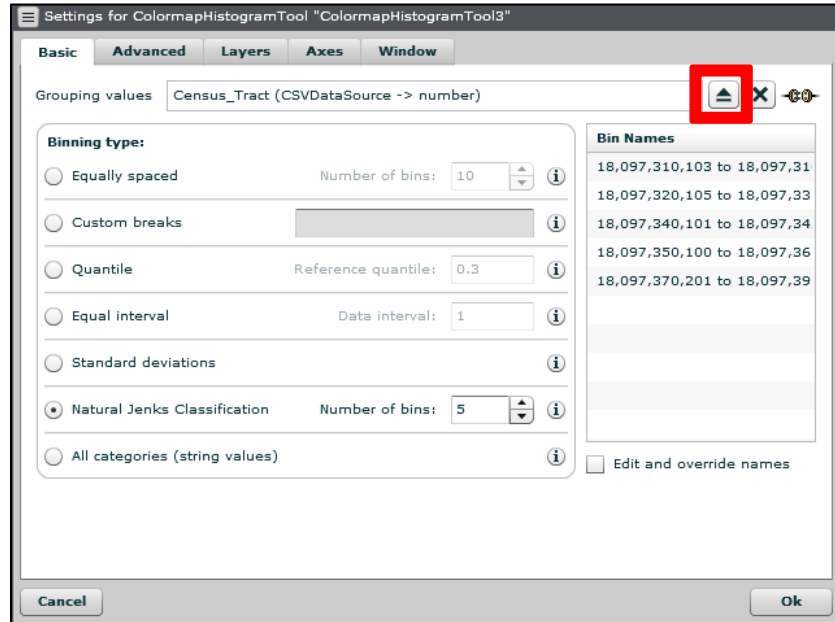 Settings for ColormapHistogramTool "ColormapHistogramTool3"
Basic Advanced Layers Axes Window
Grouping values Census_Tract (CSVDataSource -> number)
Binning type:
Equally spaced Number of bins: 10
Custom breaks
Quantile Reference quantile: 0.3
Equal interval Data interval: 1
Standard deviations
Natural Jenks Classification Number of bins: 5
All categories (string values)
Bin Names
18,097,310,103 to 18,097,31
18,097,320,105 to 18,097,33
18,097,340,101 to 18,097,34
18,097,350,100 to 18,097,36
18,097,370,201 to 18,097,39
Edit and override names
Cancel Ok